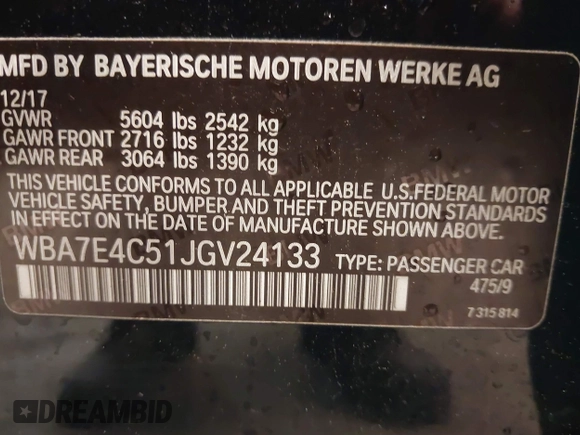 MFD BY BAYERISCHE MOTOREN WERKE AG
12/17
GVWR 5604 lbs 2542 kg
GAWR FRONT 2716 lbs 1232 kg
GAWR REAR 3064 lbs 1390 kg
THIS VEHICLE CONFORMS TO ALL APPLICABLE U.S.FEDERAL MOTOR
VEHICLE SAFETY, BUMPER AND THEFT PREVENTION STANDARDS
IN EFFECT ON THE DATE OF MANUFACTURE SHOWN ABOVE.
WBA7E4C51JGV24133 TYPE: PASSENGER CAR
475/9
7 315 814
DREAMBID